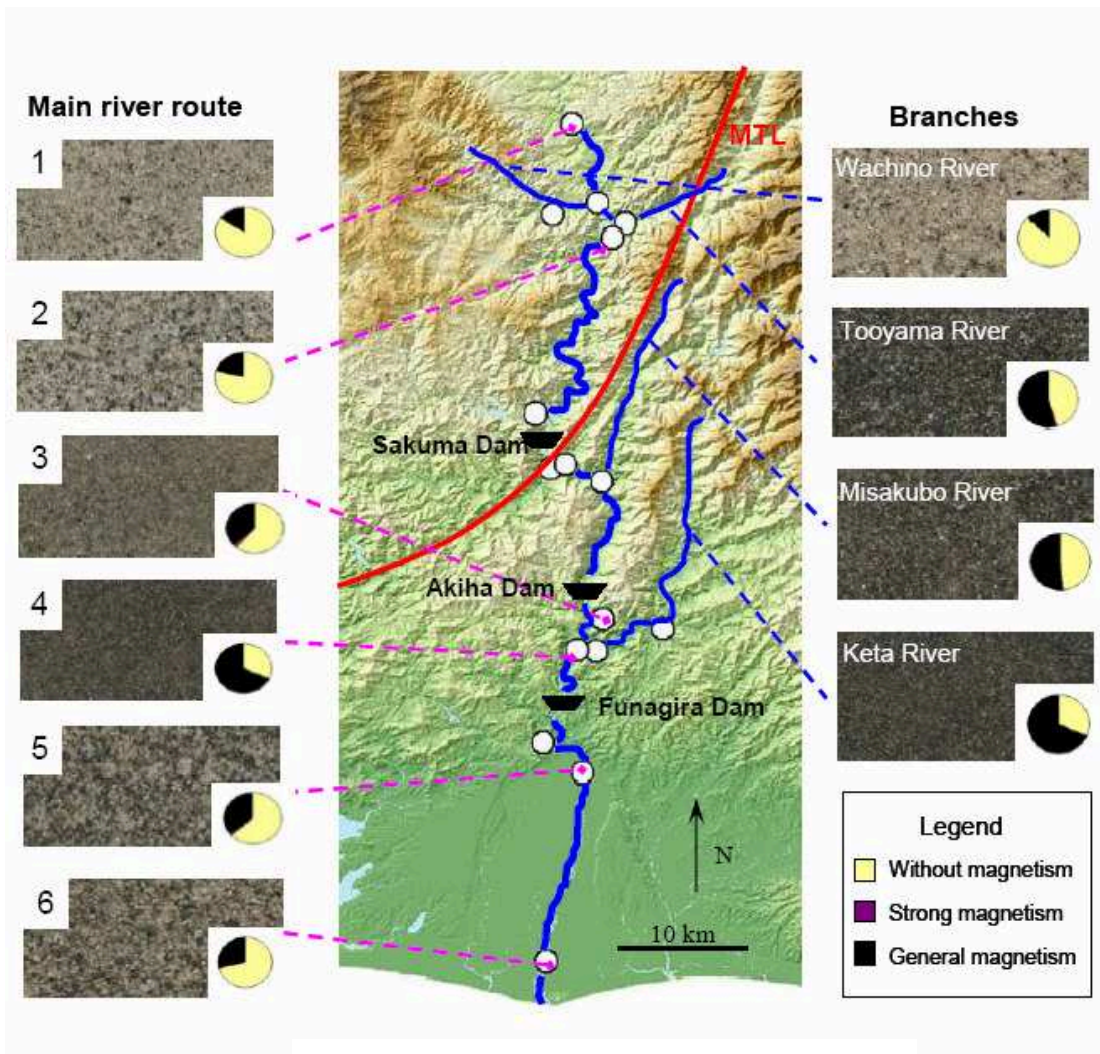 Main river route
1
2
3
4
5
6
MTL
Sakuma Dam
Akiha Dam
Funagira Dam
N
10 km
Branches
Wachino River
Tooyama River
Misakubo River
Keta River
Legend
Without magnetism
Strong magnetism
General magnetism